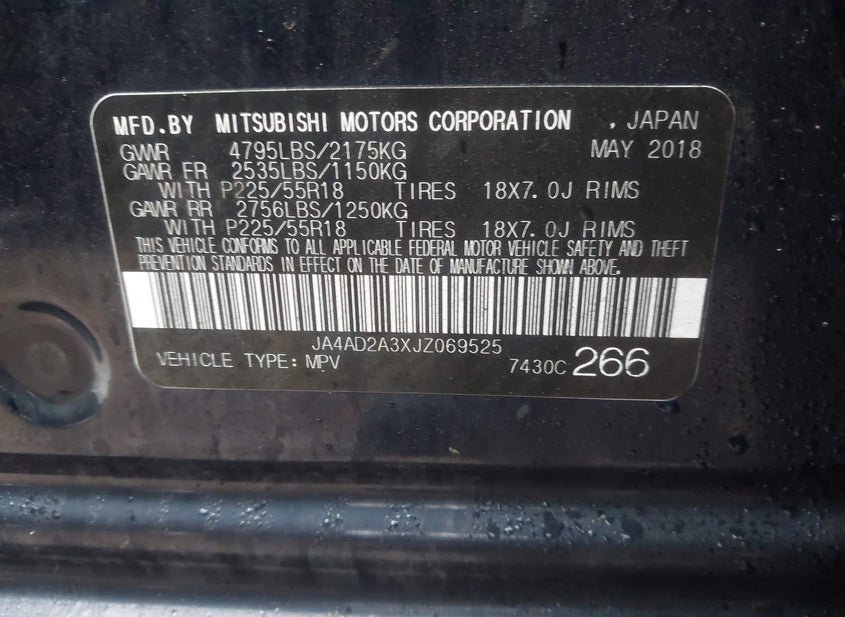 MFD.BY MITSUBISHI MOTORS CORPORATION , JAPAN
GVWR 4795LBS/2175KG MAY 2018
GAWR FR 2535LBS/1150KG
WITH P225/55R18 TIRES 18X7.0J RIMS
GAWR RR 2756LBS/1250KG
WITH P225/55R18 TIRES 18X7.0J RIMS
THIS VEHICLE CONFORMS TO ALL APPLICABLE FEDERAL MOTOR VEHICLE SAFETY AND THEFT
PREVENTION STANDARDS IN EFFECT ON THE DATE OF MANUFACTURE SHOWN ABOVE.
JA4AD2A3XJZ069525
VEHICLE TYPE: MPV 7430C 266